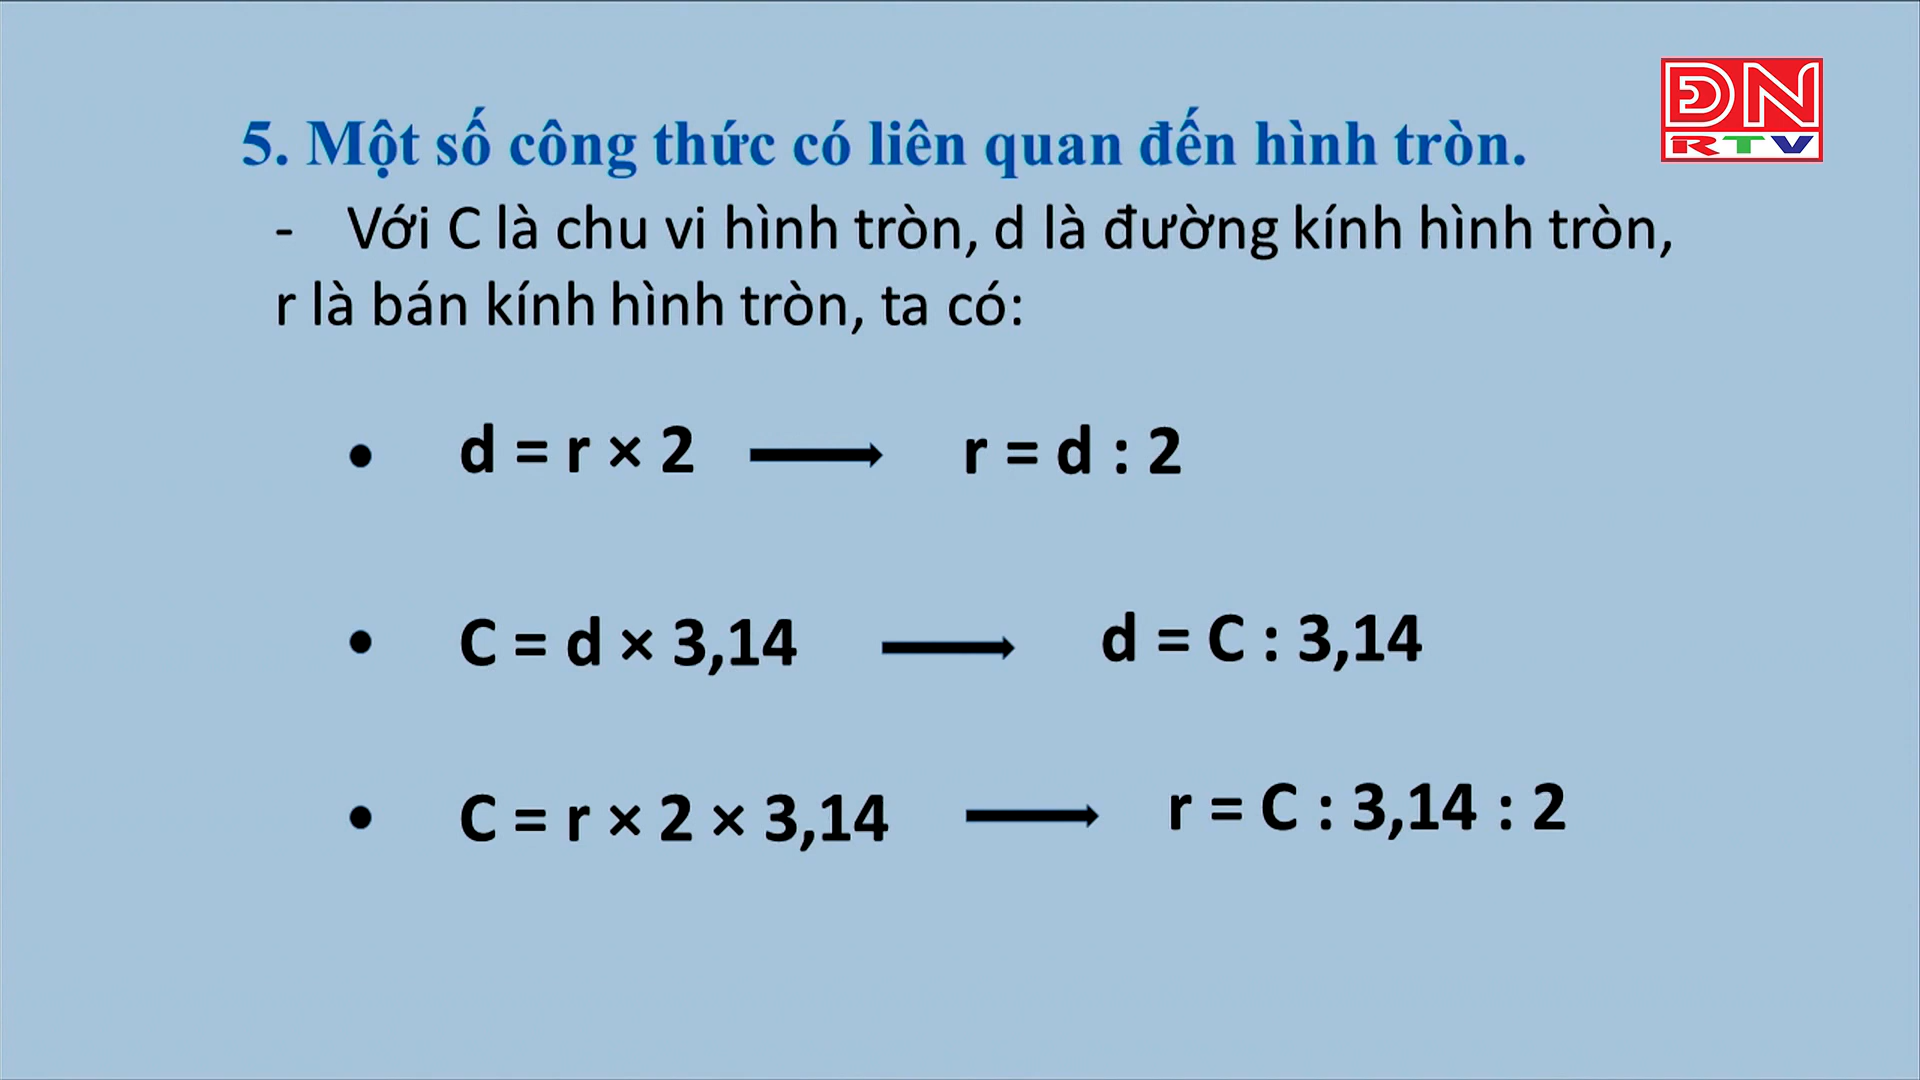 ĐN
RTV
5. Một số công thức có liên quan đến hình tròn.
- Với C là chu vi hình tròn, d là đường kính hình tròn,
r là bán kính hình tròn, ta có:
• d = r × 2 ⟶ r = d : 2
• C = d × 3,14 ⟶ d = C : 3,14
• C = r × 2 × 3,14 ⟶ r = C : 3,14 : 2